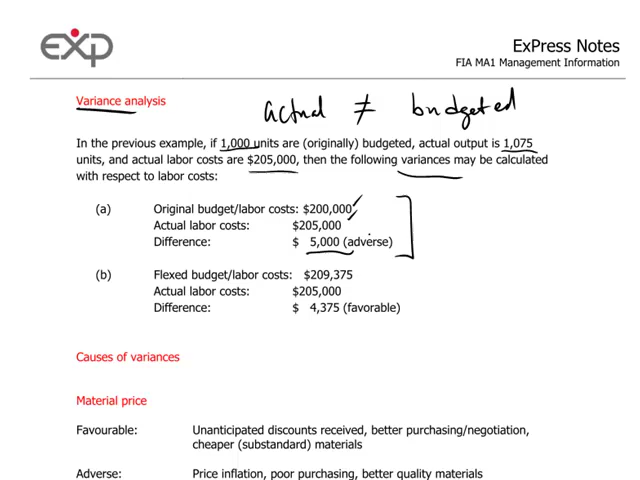 exp
ExPress Notes
FIA MA1 Management Information
Variance analysis
actual ≠ budgeted
In the previous example, if 1,000 units are (originally) budgeted, actual output is 1,075
units, and actual labor costs are $205,000, then the following variances may be calculated
with respect to labor costs:
(a) Original budget/labor costs: $200,000
Actual labor costs: $205,000
Difference: $ 5,000 (adverse)
(b) Flexed budget/labor costs: $209,375
Actual labor costs: $205,000
Difference: $ 4,375 (favorable)
Causes of variances
Material price
Favourable: Unanticipated discounts received, better purchasing/negotiation,
cheaper (substandard) materials
Adverse: Price inflation, poor purchasing, better quality materials